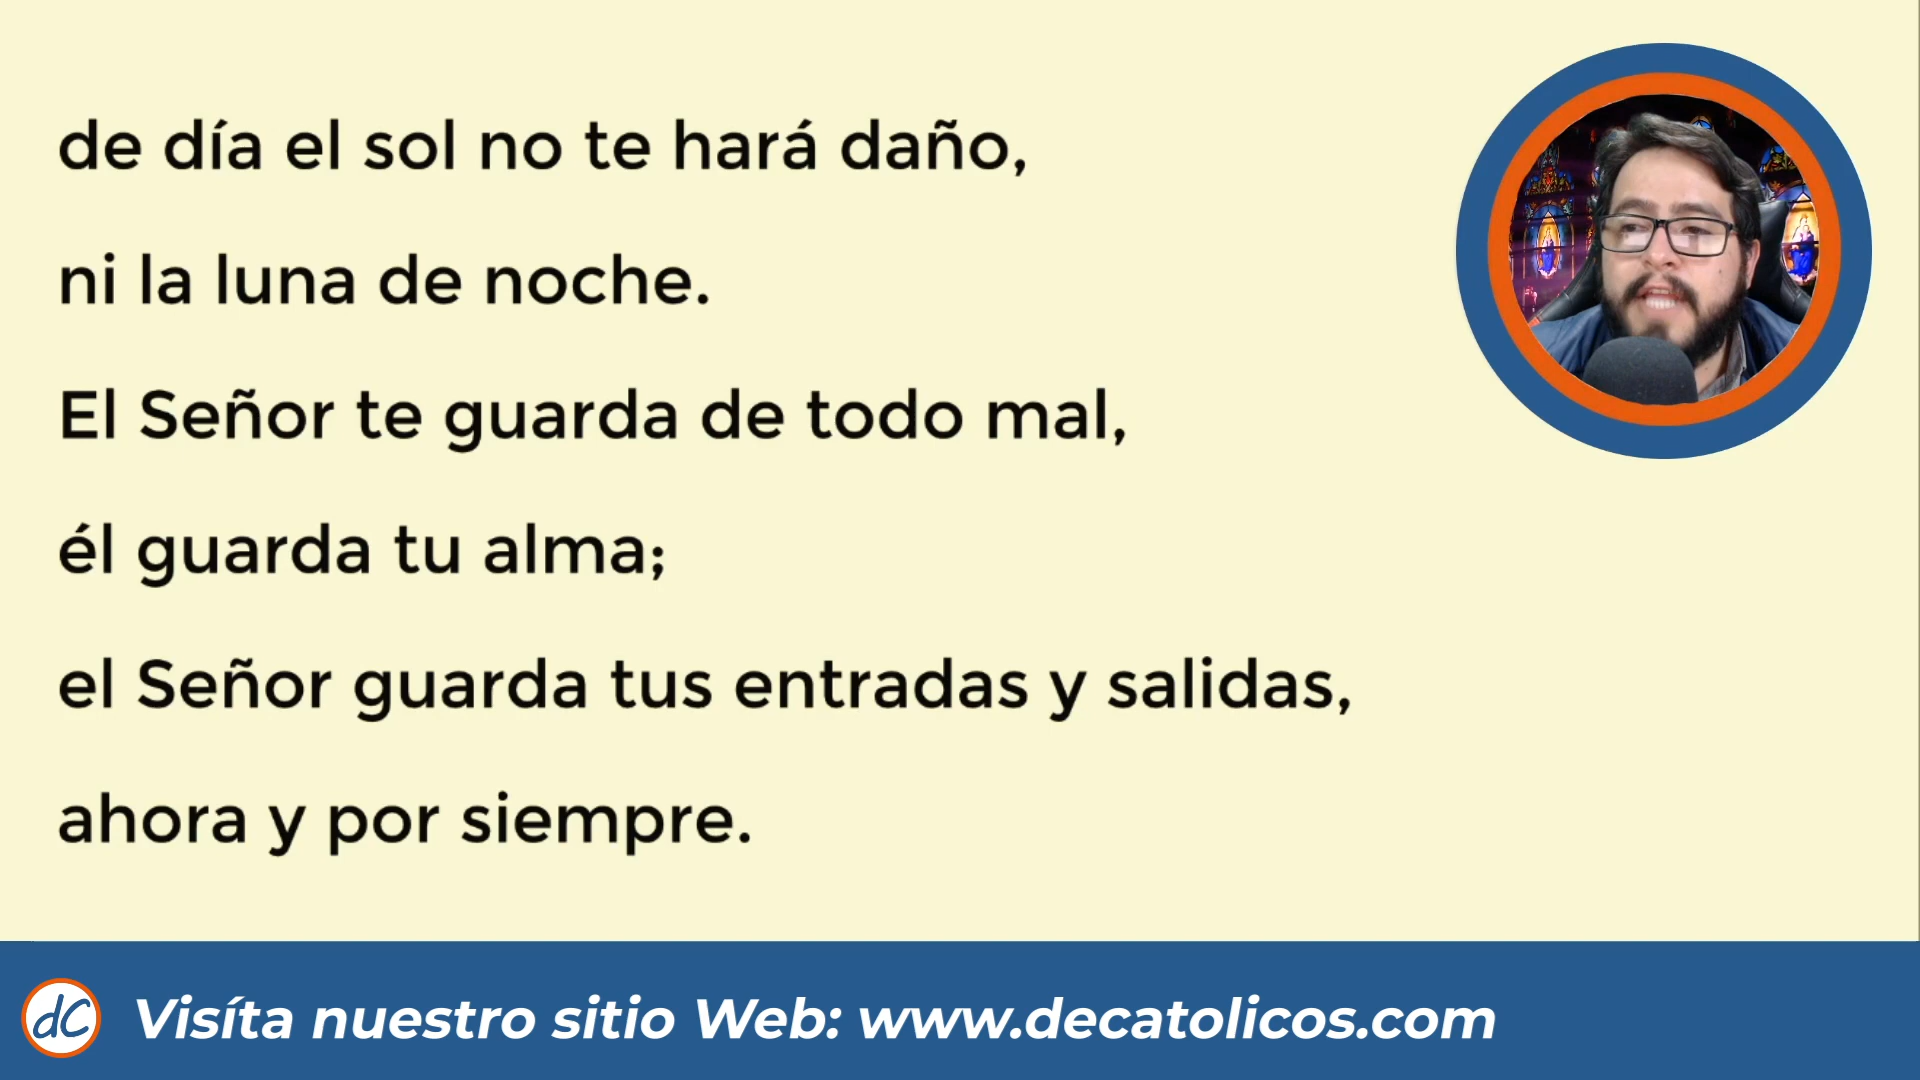 de día el sol no te hará daño,
ni la luna de noche.
El Señor te guarda de todo mal,
él guarda tu alma;
el Señor guarda tus entradas y salidas,
ahora y por siempre.
dC Visíta nuestro sitio Web: www.decatolicos.com